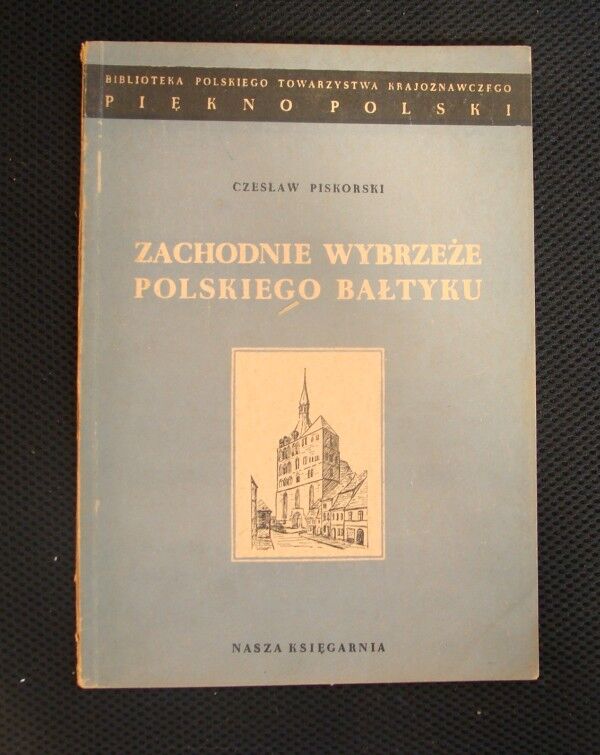 BIBLIOTEKA POLSKIEGO TOWARZYSTWA KRAJOZNAWCZEGO
PIĘKNO POLSKI
CZESŁAW PISKORSKI
ZACHODNIE WYBRZEŻE
POLSKIEGO BAŁTYKU
NASZA KSIĘGARNIA